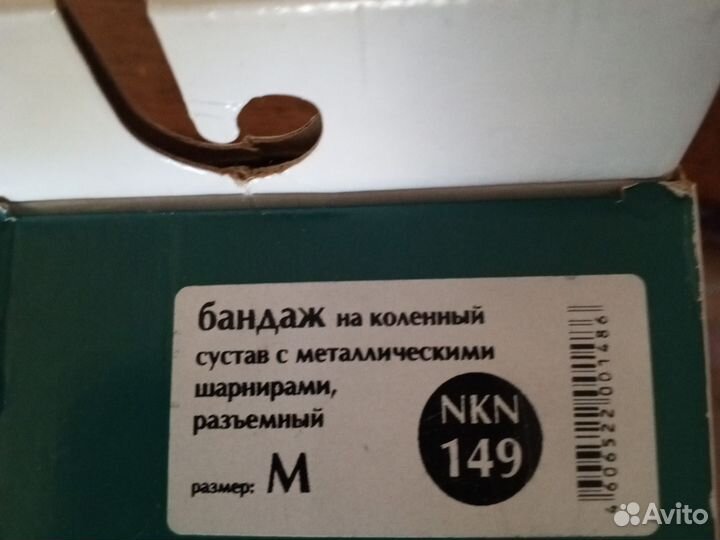 бандаж на коленный
сустав с металлическими
шарнирами,
разъемный
размер: M
NKN
149
4606522001486
Avito